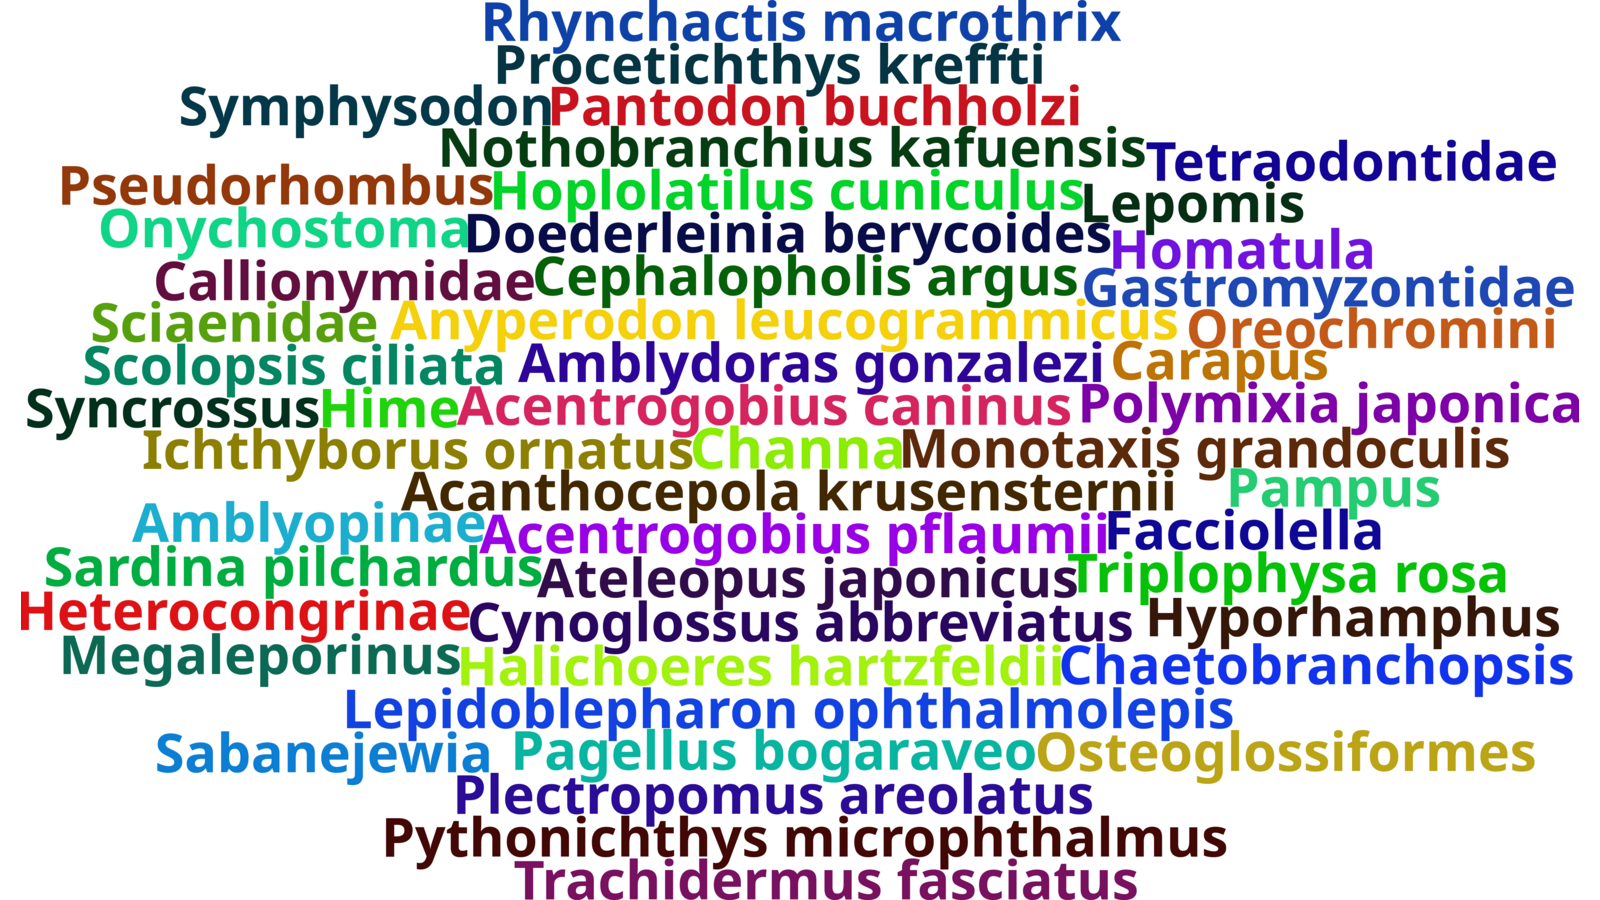 Rhynchactis macrothrix
Procetichthys kreffti
Symphysodon Pantodon buchholzi
Nothobranchius kafuensis Tetraodontidae
Pseudorhombus Hoplolatilus cuniculus Lepomis
Onychostoma Doederleinia berycoides Homatula
Callionymidae Cephalopholis argus Gastromyzontidae
Sciaenidae Anyperodon leucogrammicus Oreochromini
Scolopsis ciliata Amblydoras gonzalezi Carapus
Syncrossus Hime Acentrogobius caninus Polymixia japonica
Ichthyborus ornatus Channa Monotaxis grandoculis
Acanthocepola krusensternii Pampus
Amblyopinae Acentrogobius pflaumii Facciolella
Sardina pilchardus Ateleopus japonicus Triplophysa rosa
Heterocongrinae Cynoglossus abbreviatus Hyporhamphus
Megaleporinus Halichoeres hartzfeldii Chaetobranchopsis
Lepidoblepharon ophthalmolepis
Sabanejewia Pagellus bogaraveo Osteoglossiformes
Plectropomus areolatus
Pythonichthys microphthalmus
Trachidermus fasciatus